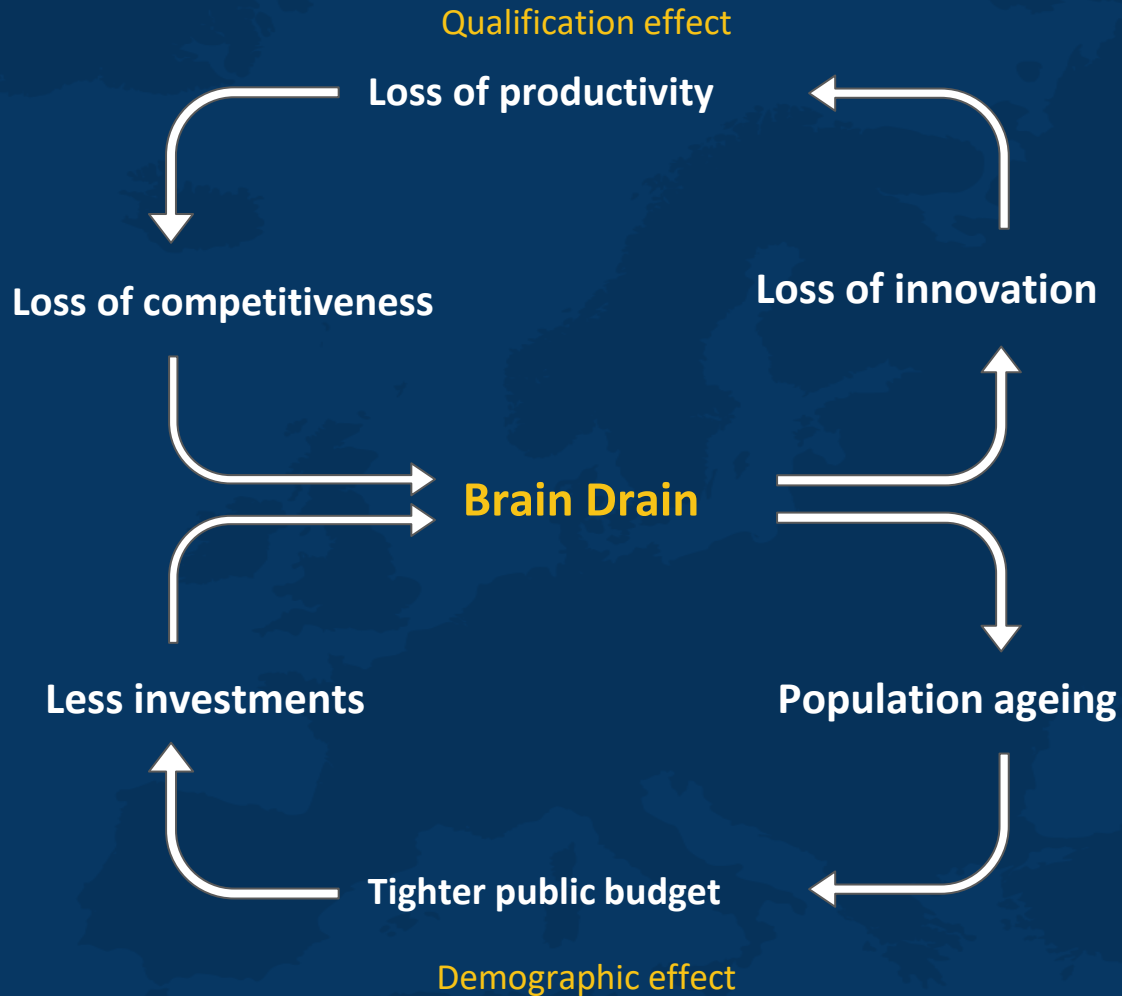 Qualification effect
Loss of productivity
Loss of competitiveness
Loss of innovation
Brain Drain
Less investments
Population ageing
Tighter public budget
Demographic effect